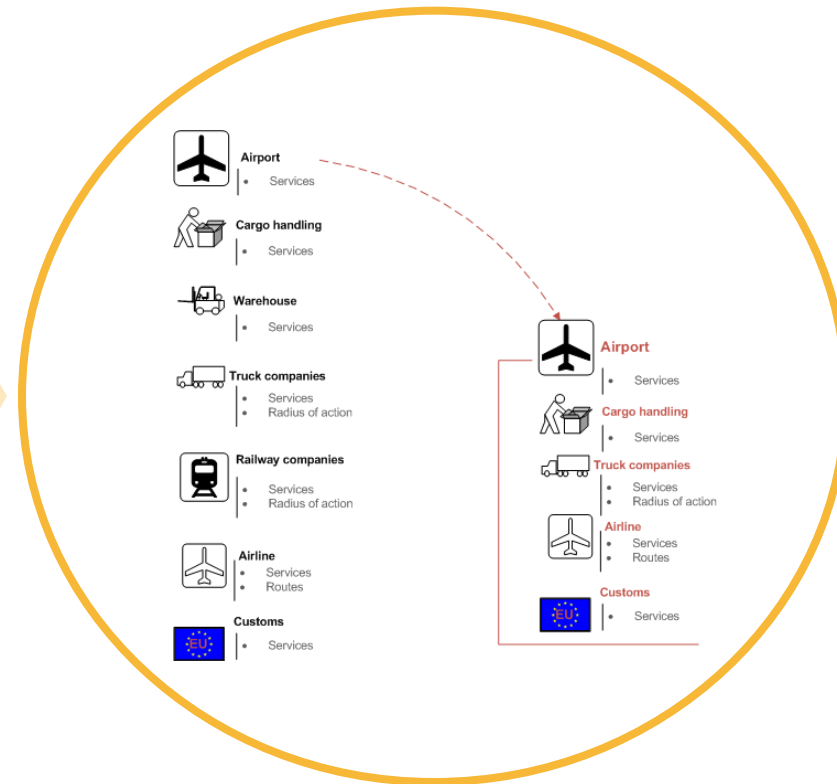 Airport
• Services
Cargo handling
• Services
Warehouse
• Services
Truck companies
• Services
• Radius of action
Railway companies
• Services
• Radius of action
Airline
• Services
• Routes
Customs
EU
• Services
Airport
• Services
Cargo handling
• Services
Truck companies
• Services
• Radius of action
Airline
• Services
• Routes
Customs
EU
• Services